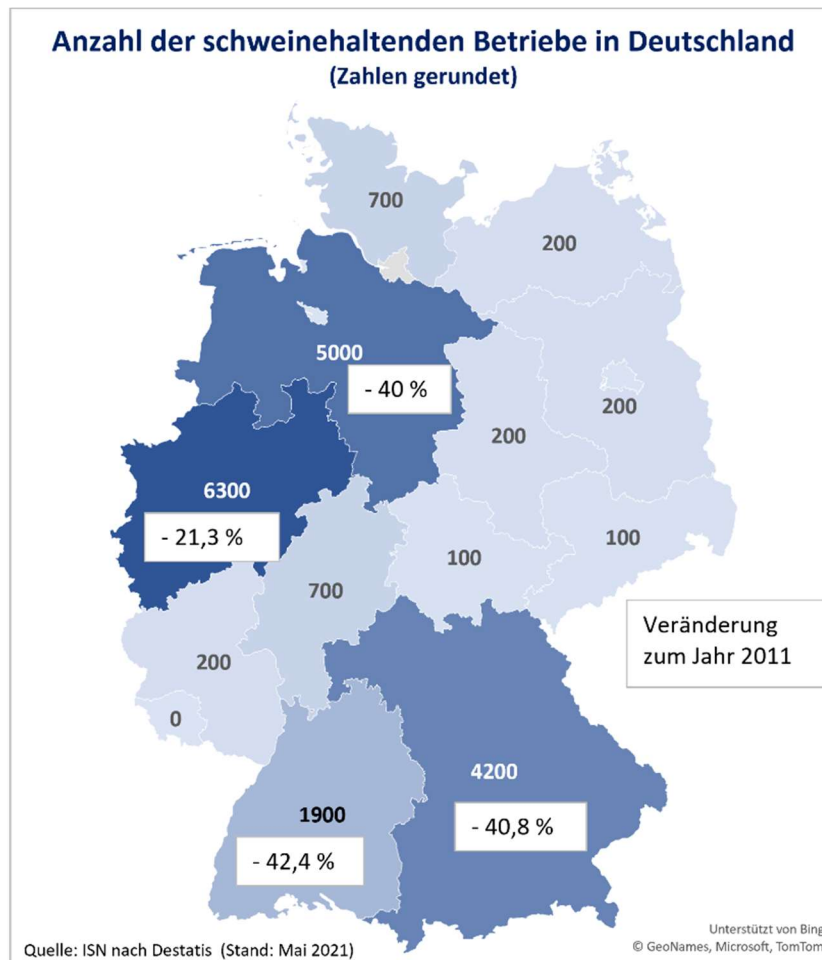 Anzahl der schweinehaltenden Betriebe in Deutschland
(Zahlen gerundet)
700
200
5000
- 40 %
200
200
6300
- 21,3 %
100
100
700
Veränderung
zum Jahr 2011
200
0
4200
1900
- 40,8 %
- 42,4 %
Unterstützt von Bing
© GeoNames, Microsoft, TomTom
Quelle: ISN nach Destatis (Stand: Mai 2021)